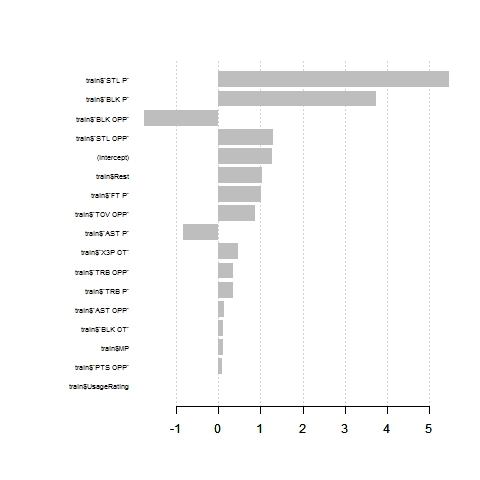 train$`STL P`
train$`BLK P`
train$`BLK OPP`
train$`STL OPP`
(Intercept)
train$Rest
train$`FT P`
train$`TOV OPP`
train$`AST P`
train$`X3P OT`
train$`TRB OPP`
train$`TRB P`
train$`AST OPP`
train$`BLK OT`
train$MP
train$`PTS OPP`
train$UsageRating
-1 0 1 2 3 4 5